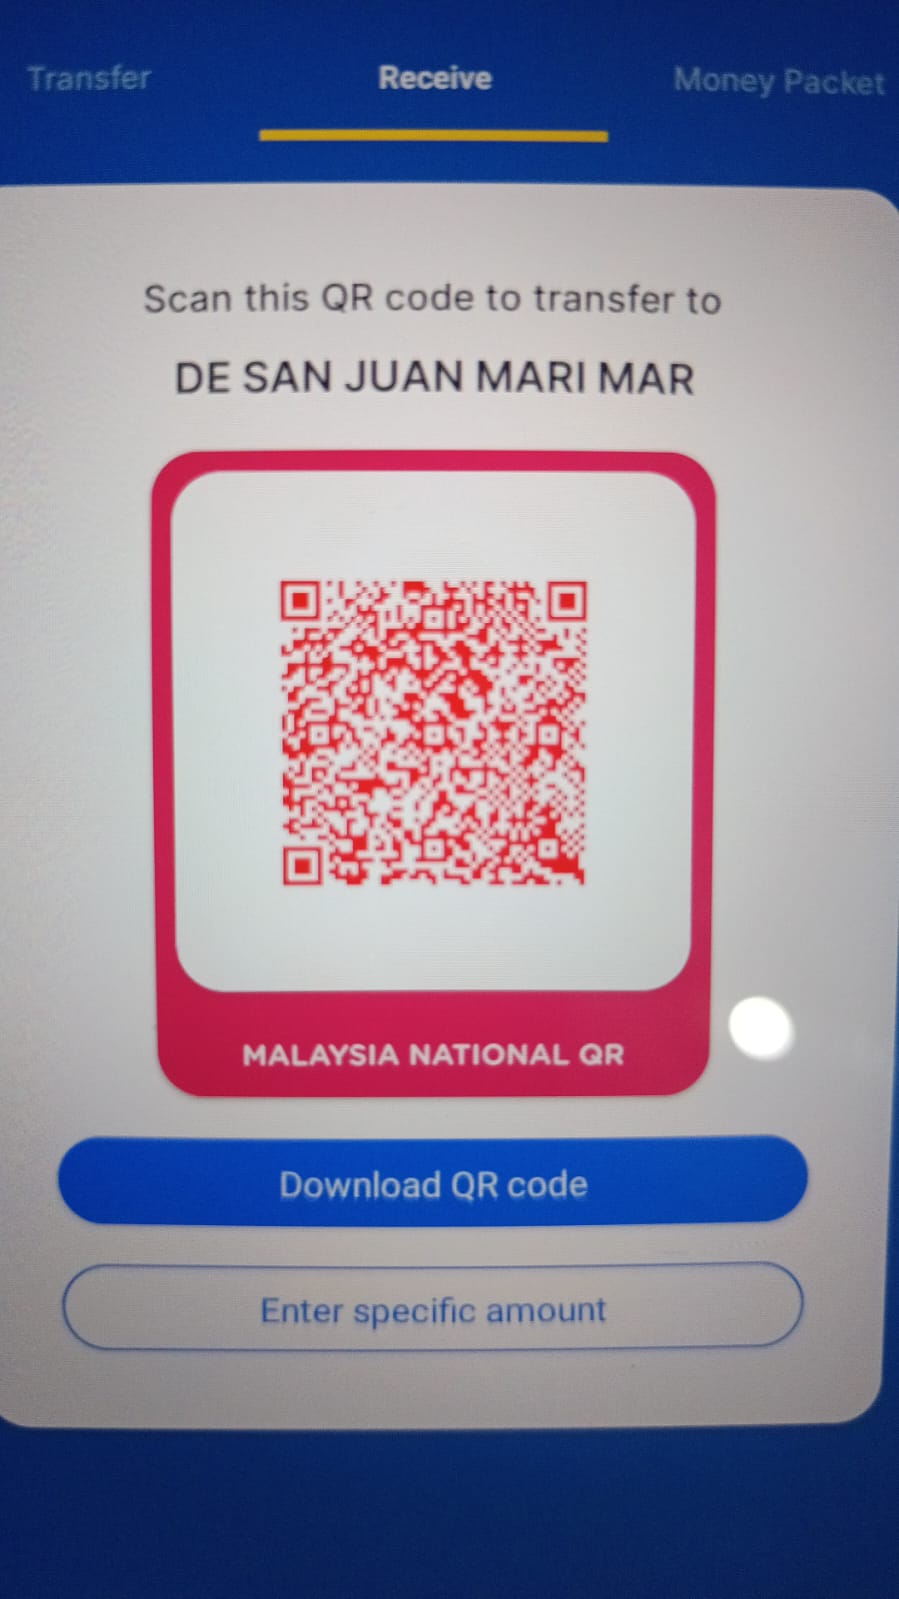 Transfer
Receive
Money Packet
Scan this QR code to transfer to
DE SAN JUAN MARI MAR
MALAYSIA NATIONAL QR
Download QR code
Enter specific amount